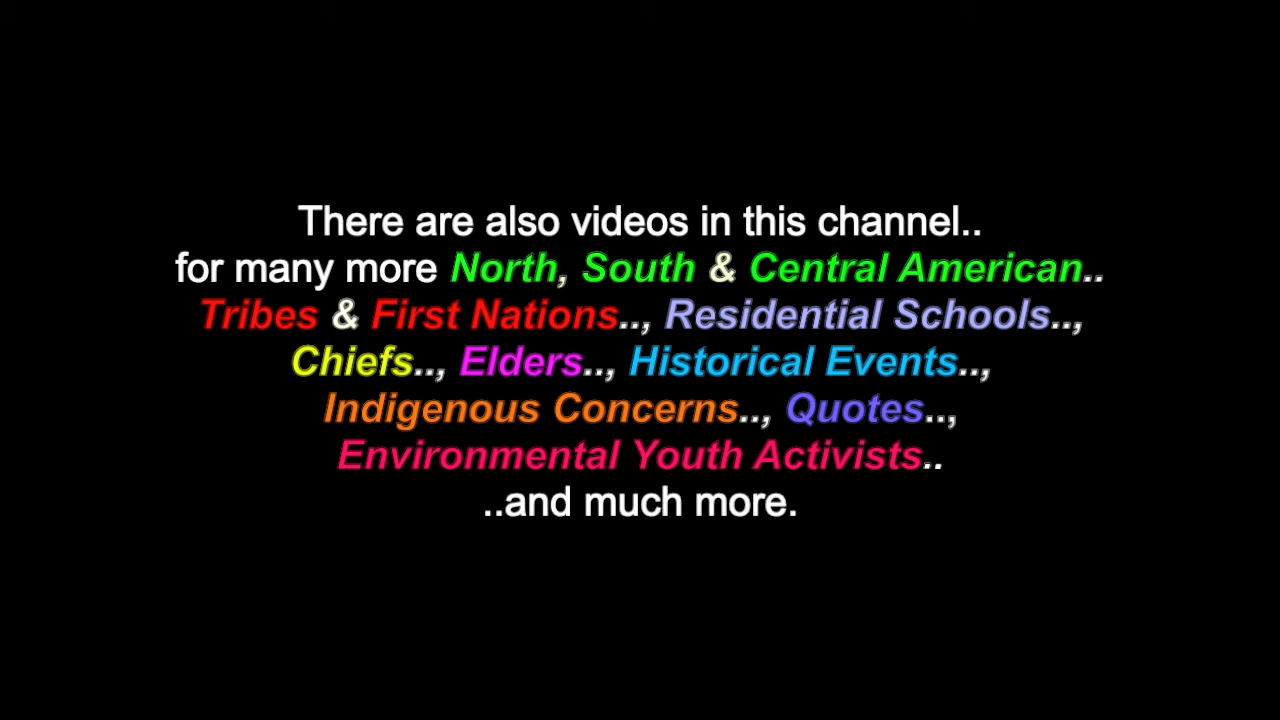 There are also videos in this channel..
for many more North, South & Central American..
Tribes & First Nations.., Residential Schools..,
Chiefs.., Elders.., Historical Events..,
Indigenous Concerns.., Quotes..,
Environmental Youth Activists..
..and much more.